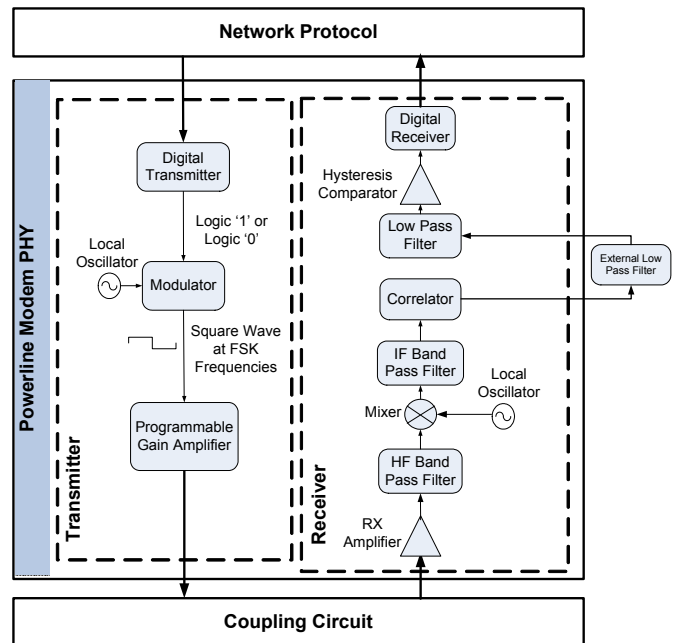 Network Protocol
Powerline Modem PHY
Transmitter
Digital
Transmitter
Logic ‘1’ or
Logic ‘0’
Local
Oscillator
Modulator
Square Wave
at FSK
Frequencies
Programmable
Gain Amplifier
Receiver
Digital
Receiver
Hysteresis
Comparator
Low Pass
Filter
External Low
Pass Filter
Correlator
IF Band
Pass Filter
Local
Oscillator
Mixer
HF Band
Pass Filter
RX
Amplifier
Coupling Circuit